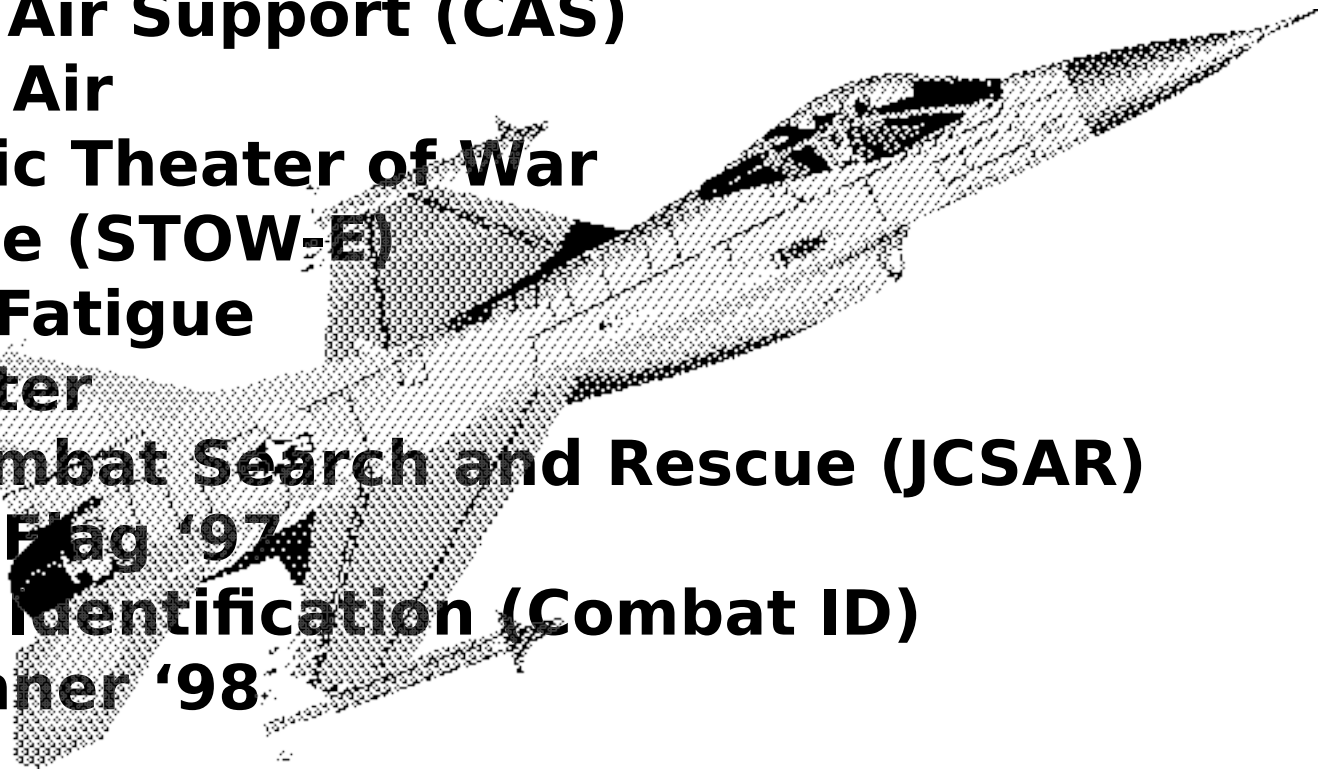 Air Support (CAS)
Air
ic Theater of War
e (STOW-E)
Fatigue
ter
mbat Search and Rescue (JCSAR)
Flag ‘97
Identification (Combat ID)
ner ‘98